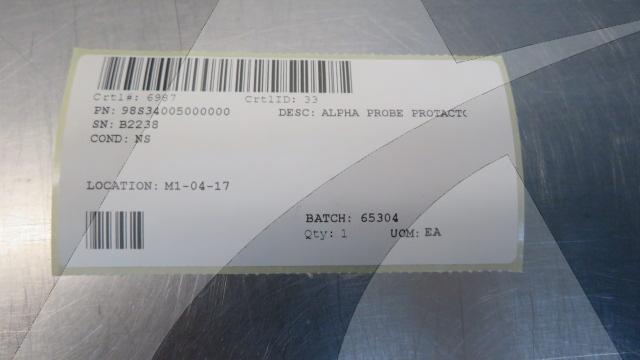 Crtl#: 6987 CrtlID: 33
PN: 98S34005000000 DESC: ALPHA PROBE PROTACTO
SN: B2238
COND: NS
LOCATION: M1-04-17
BATCH: 65304
Qty: 1 UOM: EA